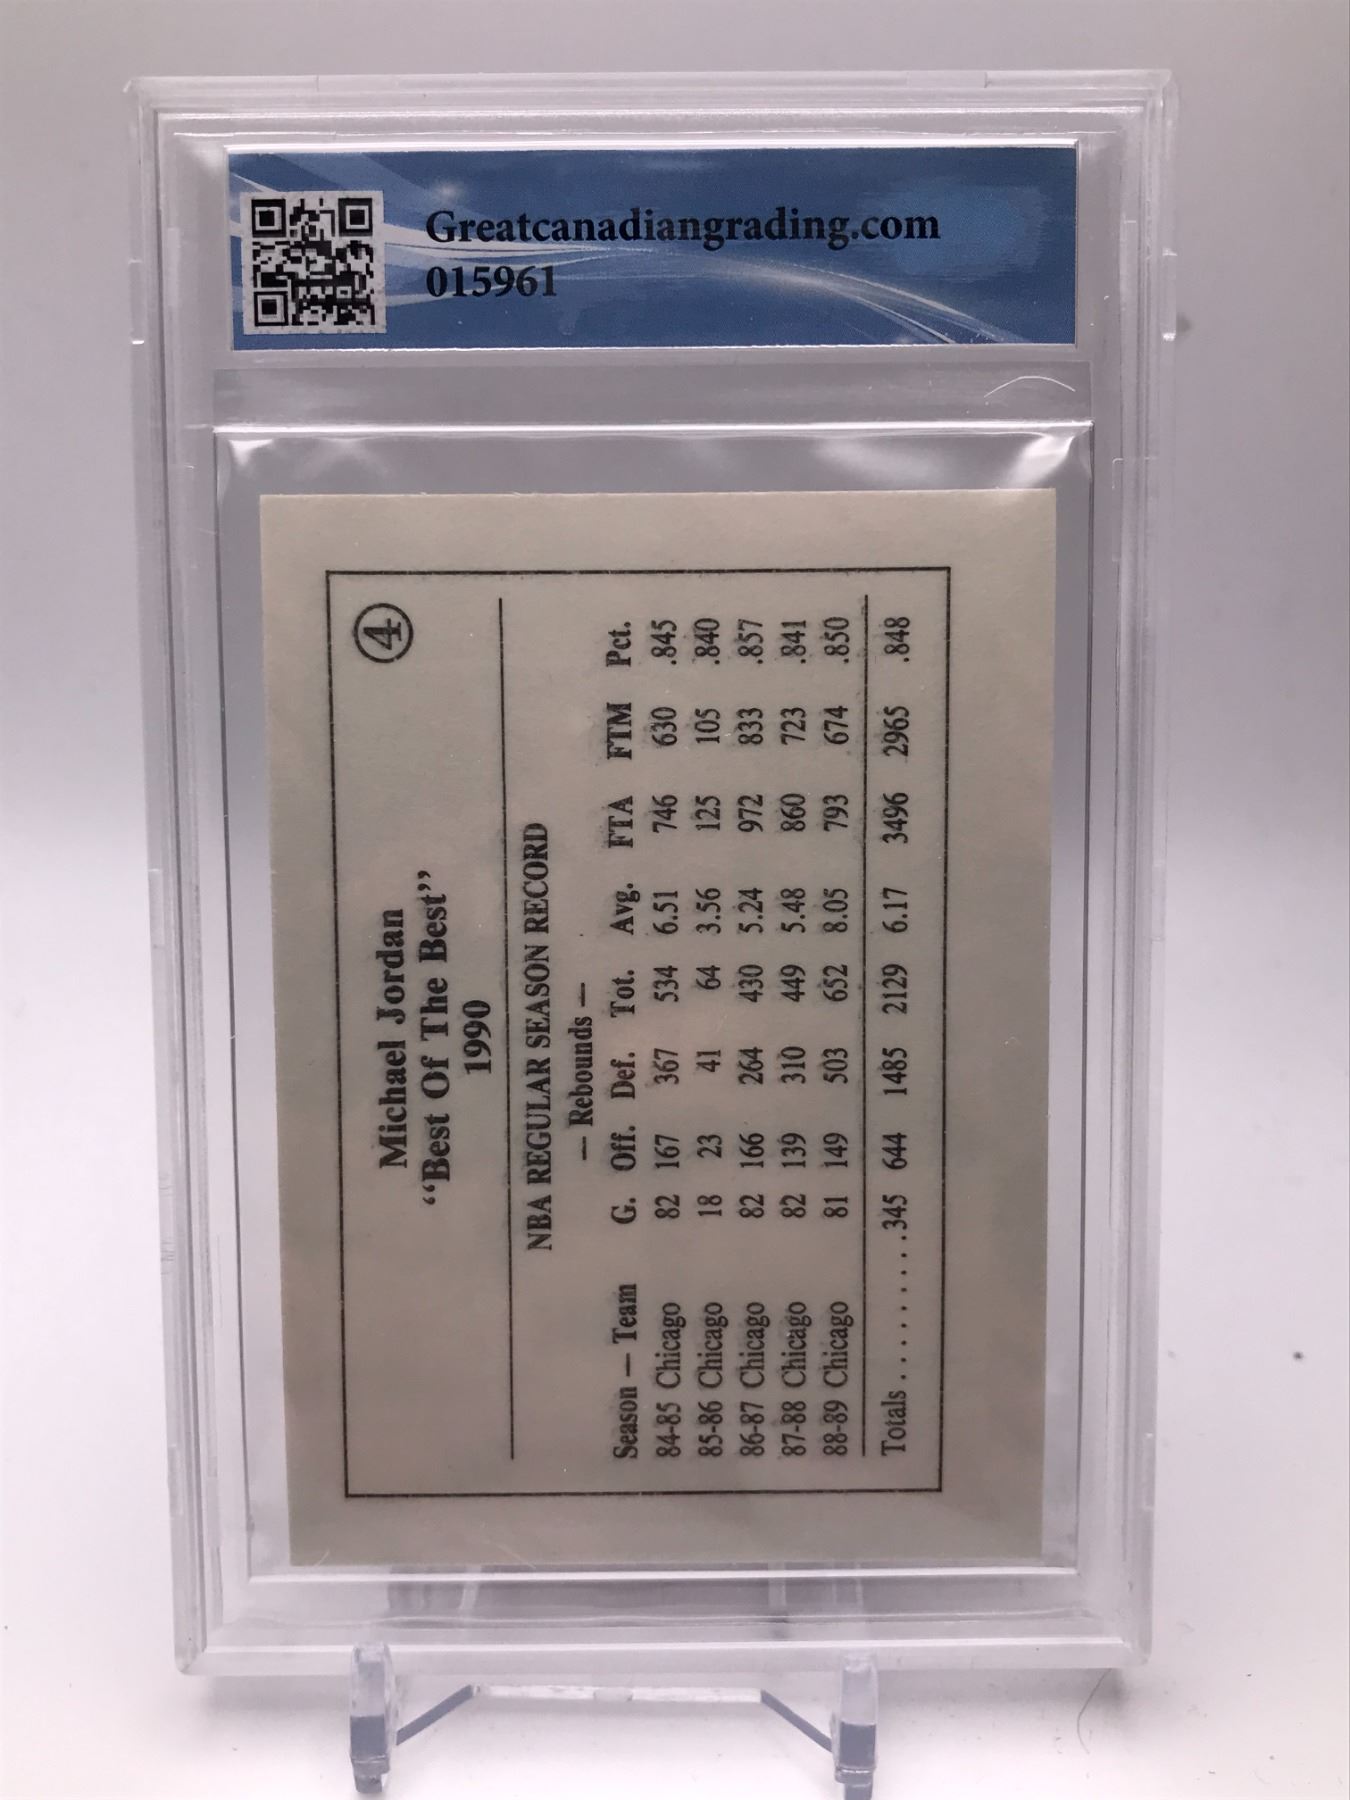 Greatcanadiangrading.com
015961
4
Michael Jordan
“Best Of The Best”
1990
NBA REGULAR SEASON RECORD
— Rebounds —
Season — Team G. Off. Def. Tot. Avg. FTA FTM Pct.
84-85 Chicago 82 167 367 534 6.51 746 630 .845
85-86 Chicago 18 23 41 64 3.56 125 105 .840
86-87 Chicago 82 166 264 430 5.24 972 833 .857
87-88 Chicago 82 139 310 449 5.48 860 723 .841
88-89 Chicago 81 149 503 652 8.05 793 674 .850
Totals..........345 644 1485 2129 6.17 3496 2965 .848